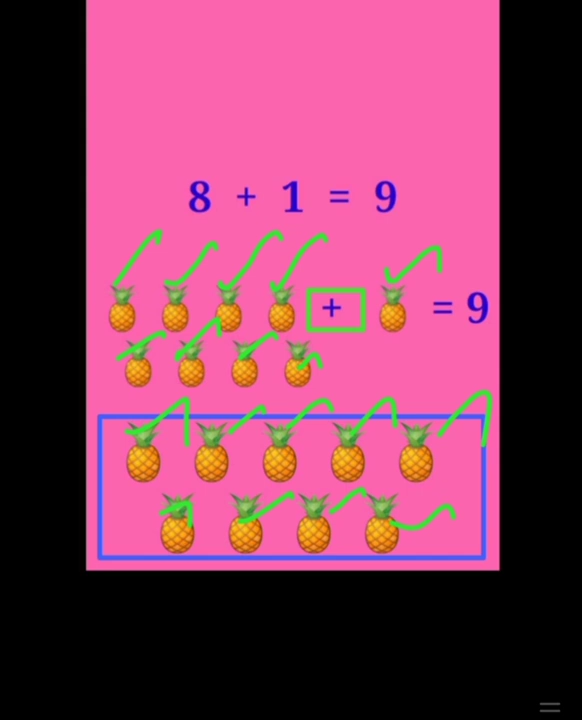 8 + 1 = 9
+ = 9